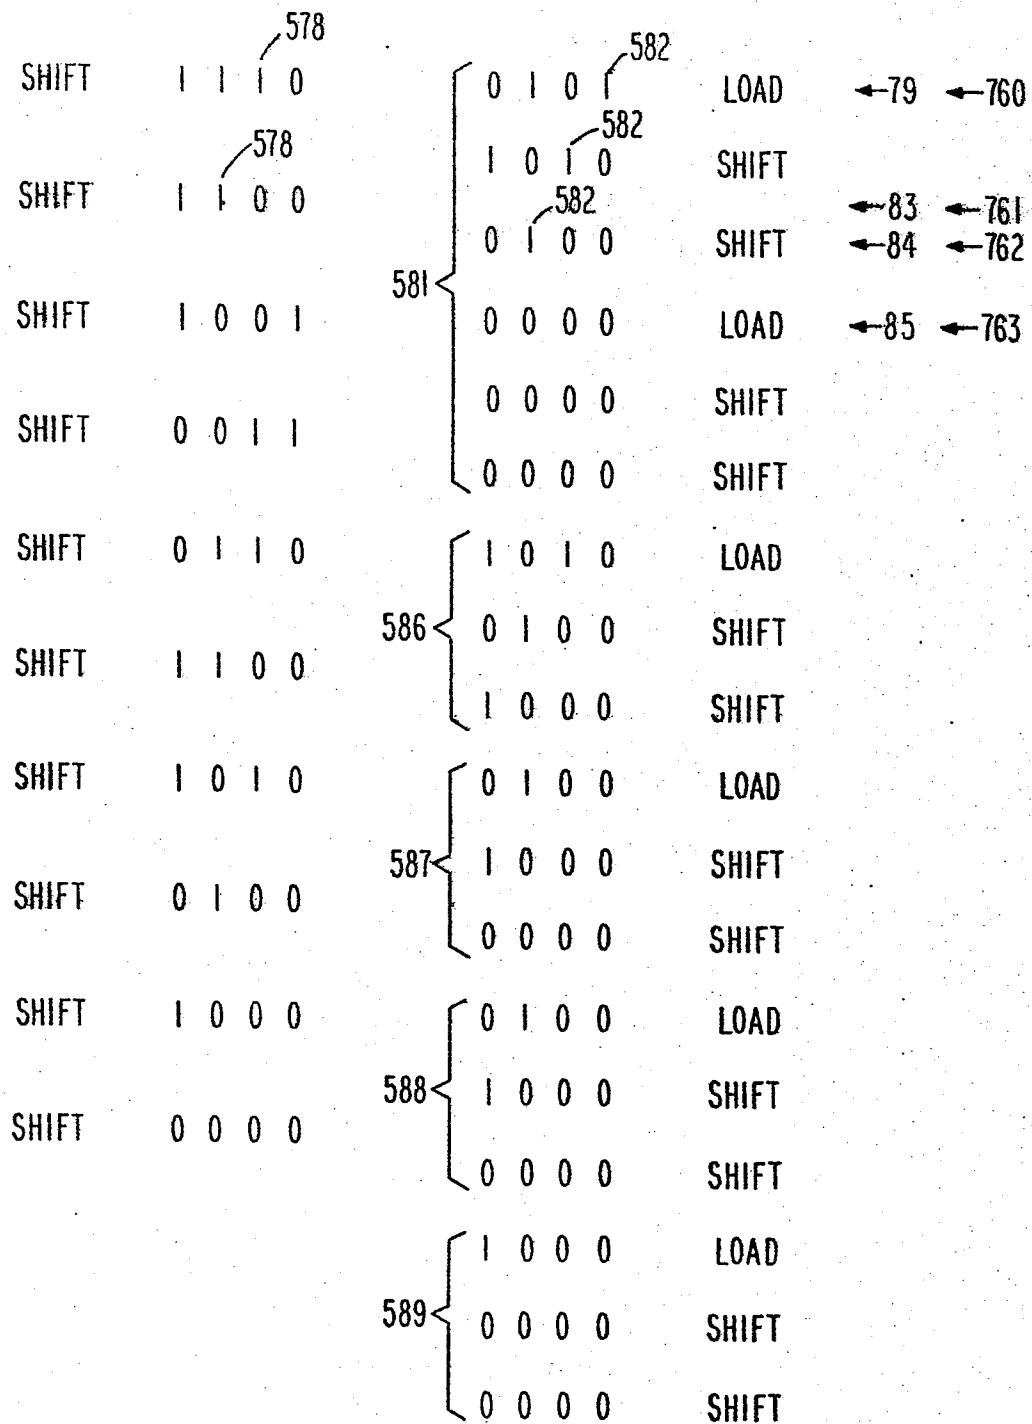 578
SHIFT 1 1 1 0
578
SHIFT 1 1 0 0
SHIFT 1 0 0 1
SHIFT 0 0 1 1
SHIFT 0 1 1 0
SHIFT 1 1 0 0
SHIFT 1 0 1 0
SHIFT 0 1 0 0
SHIFT 1 0 0 0
SHIFT 0 0 0 0
582
0 1 0 1 LOAD ←79 ←760
582
1 0 1 0 SHIFT
←83 ←761
582
0 1 0 0 SHIFT ←84 ←762
581
0 0 0 0 LOAD ←85 ←763
0 0 0 0 SHIFT
0 0 0 0 SHIFT
1 0 1 0 LOAD
586
0 1 0 0 SHIFT
1 0 0 0 SHIFT
0 1 0 0 LOAD
587
1 0 0 0 SHIFT
0 0 0 0 SHIFT
0 1 0 0 LOAD
588
1 0 0 0 SHIFT
0 0 0 0 SHIFT
1 0 0 0 LOAD
589
0 0 0 0 SHIFT
0 0 0 0 SHIFT